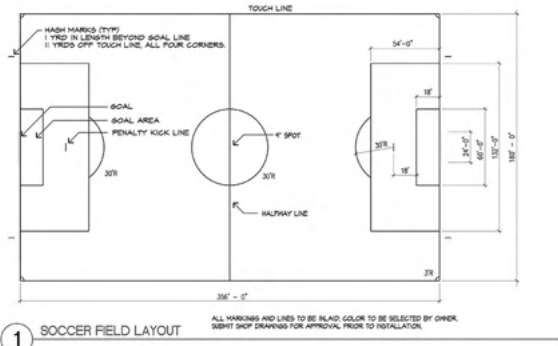 TOUCH LINE
HASH MARKS (TYP)
1 YRD IN LENGTH BEYOND GOAL LINE
11 YRDS OFF TOUCH LINE, ALL FOUR CORNERS.
54'-0"
18'
GOAL
GOAL AREA
PENALTY KICK LINE
9" SPOT
30'R
30'R
30'R
18'
24'-0"
60'-0"
132'-0"
180' - 0"
HALFWAY LINE
3'R
356' - 0"
1
SOCCER FIELD LAYOUT
ALL MARKINGS AND LINES TO BE INLAID, COLOR TO BE SELECTED BY OWNER.
SUBMIT SHOP DRAWINGS FOR APPROVAL PRIOR TO INSTALLATION.